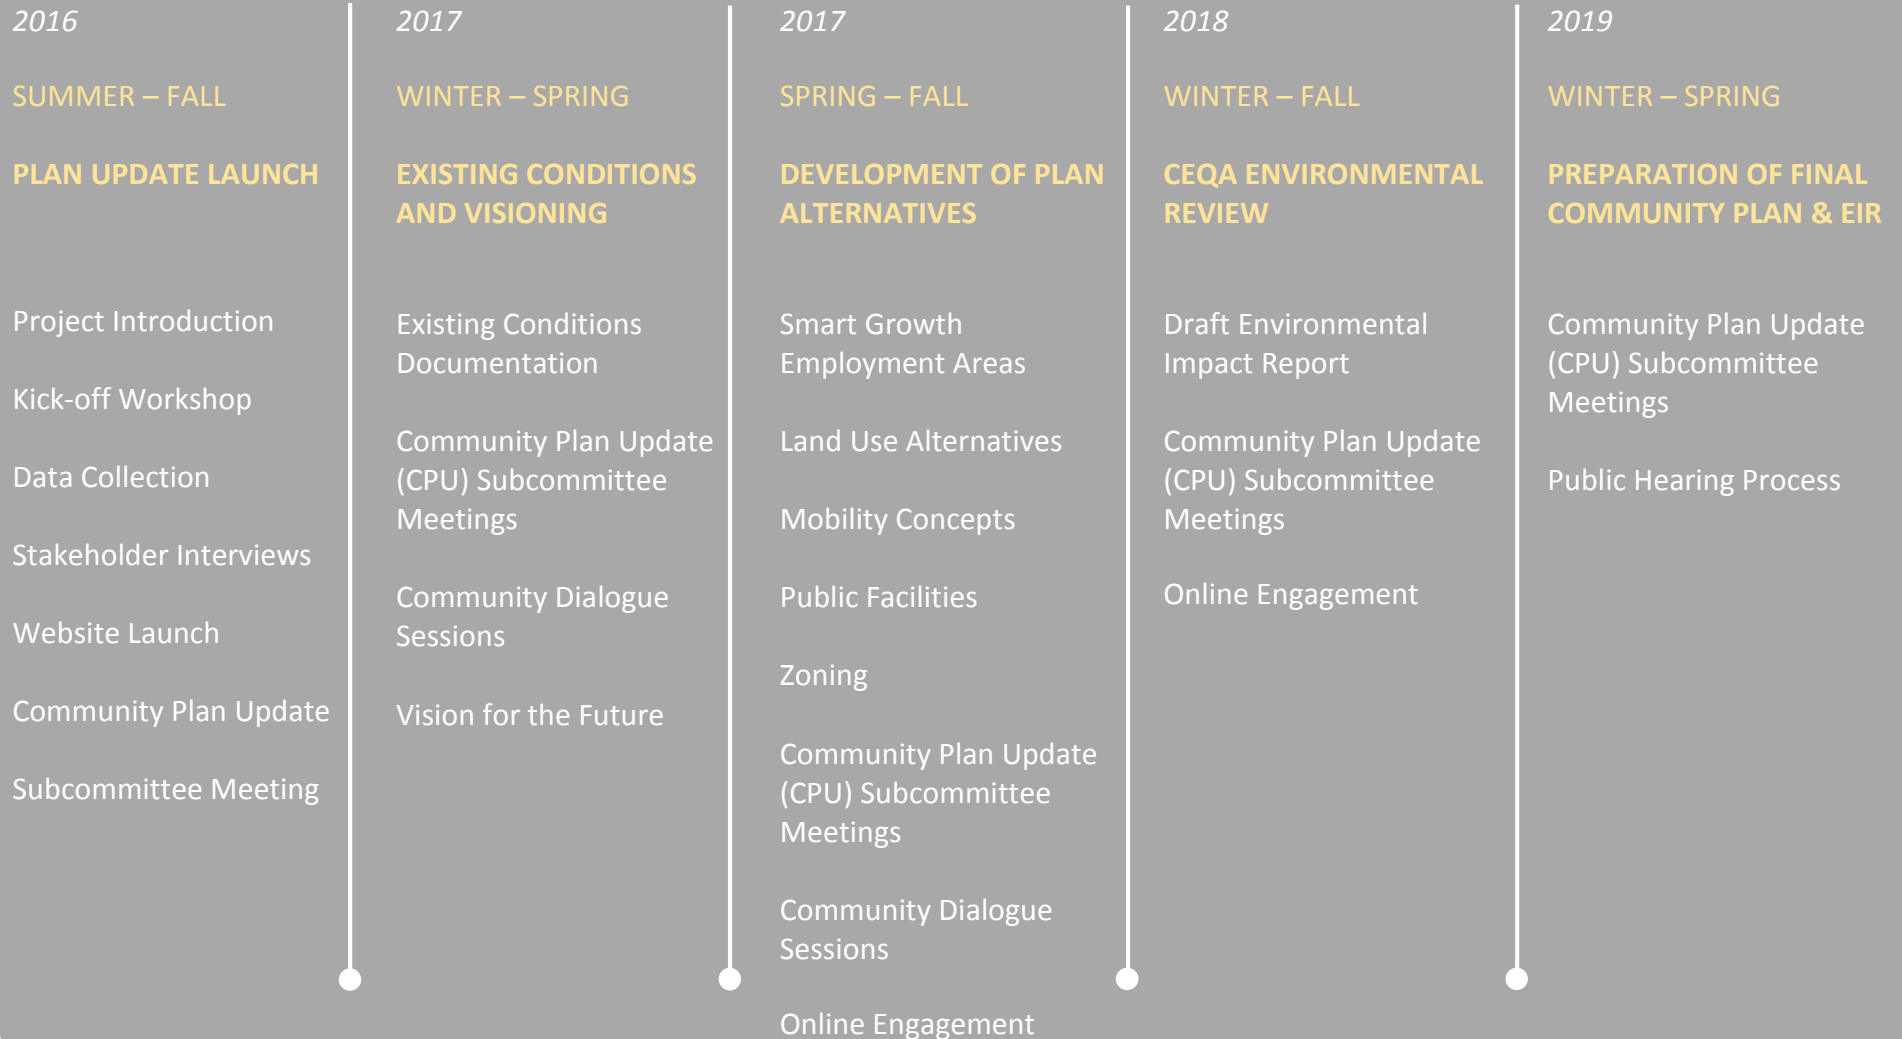 2016
SUMMER – FALL
PLAN UPDATE LAUNCH
Project Introduction
Kick-off Workshop
Data Collection
Stakeholder Interviews
Website Launch
Community Plan Update
Subcommittee Meeting
2017
WINTER – SPRING
EXISTING CONDITIONS
AND VISIONING
Existing Conditions
Documentation
Community Plan Update
(CPU) Subcommittee
Meetings
Community Dialogue
Sessions
Vision for the Future
2017
SPRING – FALL
DEVELOPMENT OF PLAN
ALTERNATIVES
Smart Growth
Employment Areas
Land Use Alternatives
Mobility Concepts
Public Facilities
Zoning
Community Plan Update
(CPU) Subcommittee
Meetings
Community Dialogue
Sessions
Online Engagement
2018
WINTER – FALL
CEQA ENVIRONMENTAL
REVIEW
Draft Environmental
Impact Report
Community Plan Update
(CPU) Subcommittee
Meetings
Online Engagement
2019
WINTER – SPRING
PREPARATION OF FINAL
COMMUNITY PLAN & EIR
Community Plan Update
(CPU) Subcommittee
Meetings
Public Hearing Process